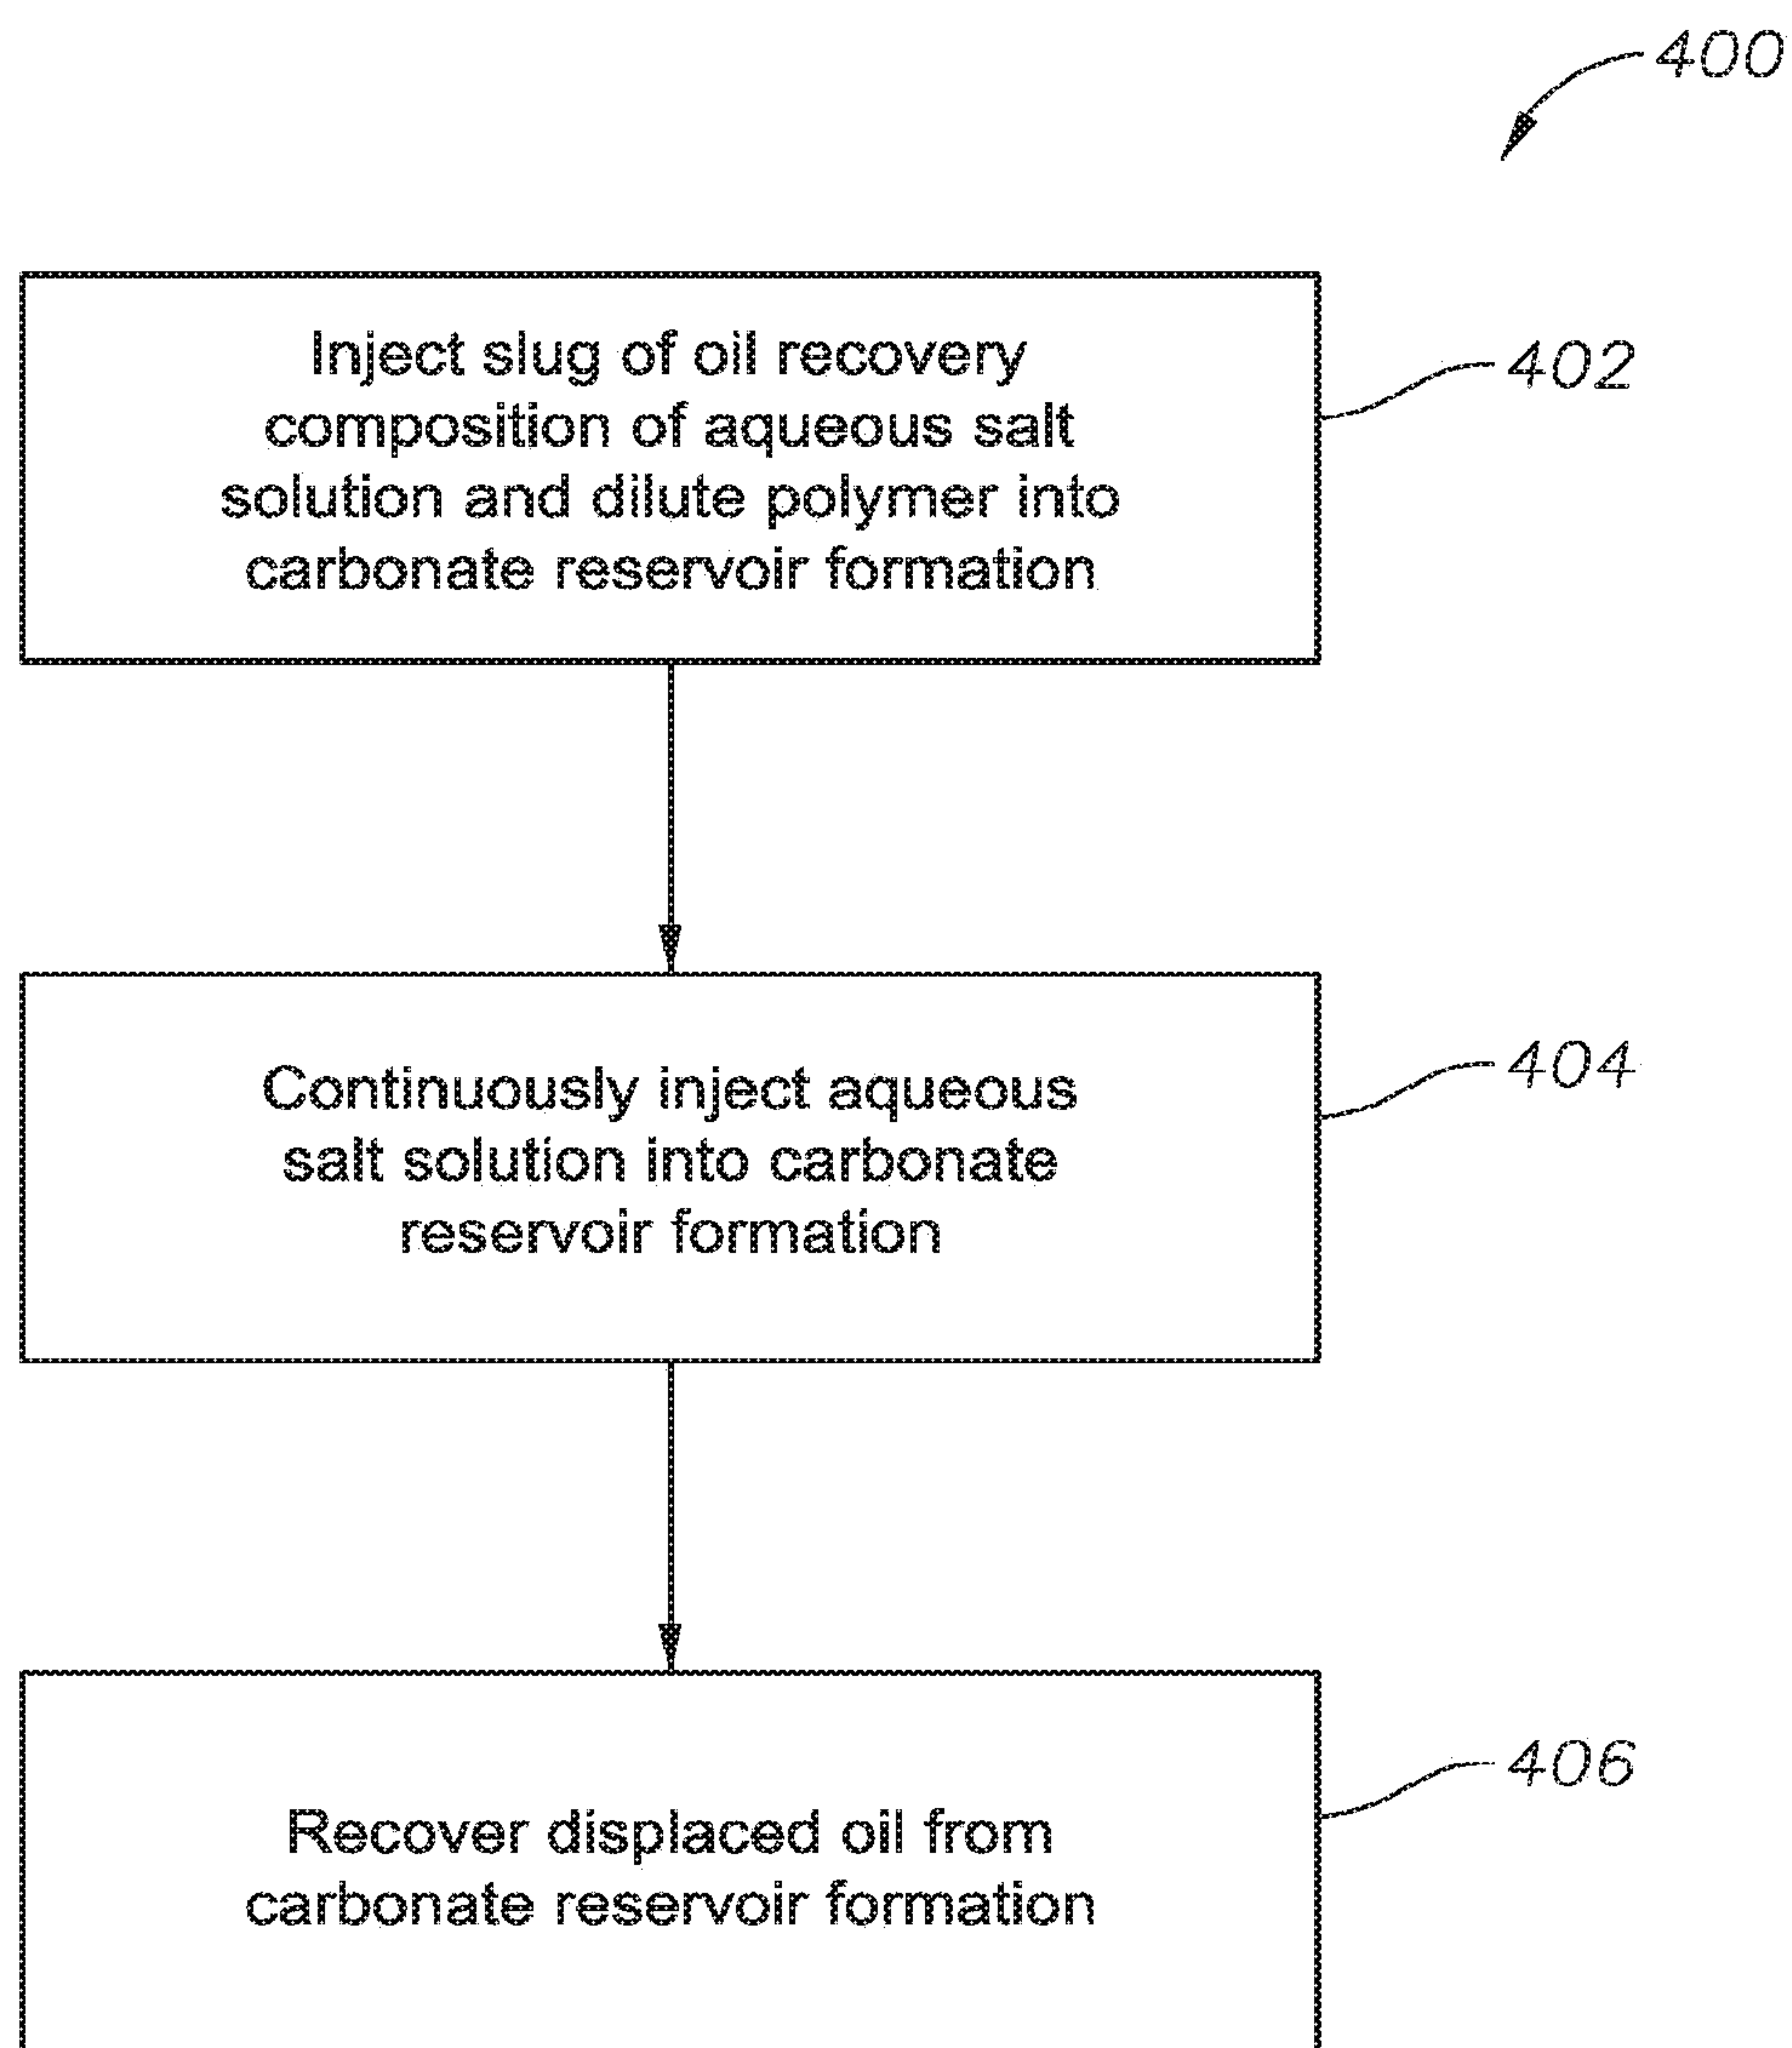 400
Inject slug of oil recovery
composition of aqueous salt
solution and dilute polymer into
carbonate reservoir formation
402
Continuously inject aqueous
salt solution into carbonate
reservoir formation
404
Recover displaced oil from
carbonate reservoir formation
406